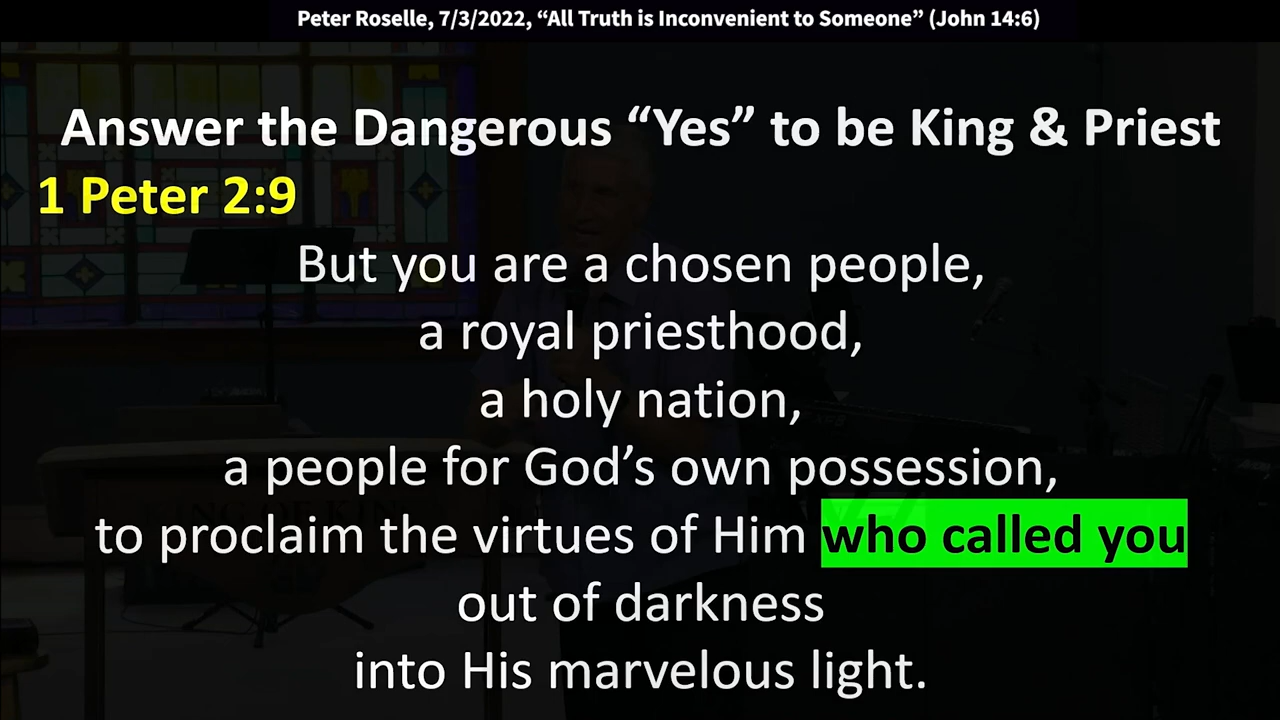 Peter Roselle, 7/3/2022, “All Truth is Inconvenient to Someone” (John 14:6)
Answer the Dangerous “Yes” to be King & Priest
1 Peter 2:9
But you are a chosen people,
a royal priesthood,
a holy nation,
a people for God’s own possession,
to proclaim the virtues of Him who called you
out of darkness
into His marvelous light.